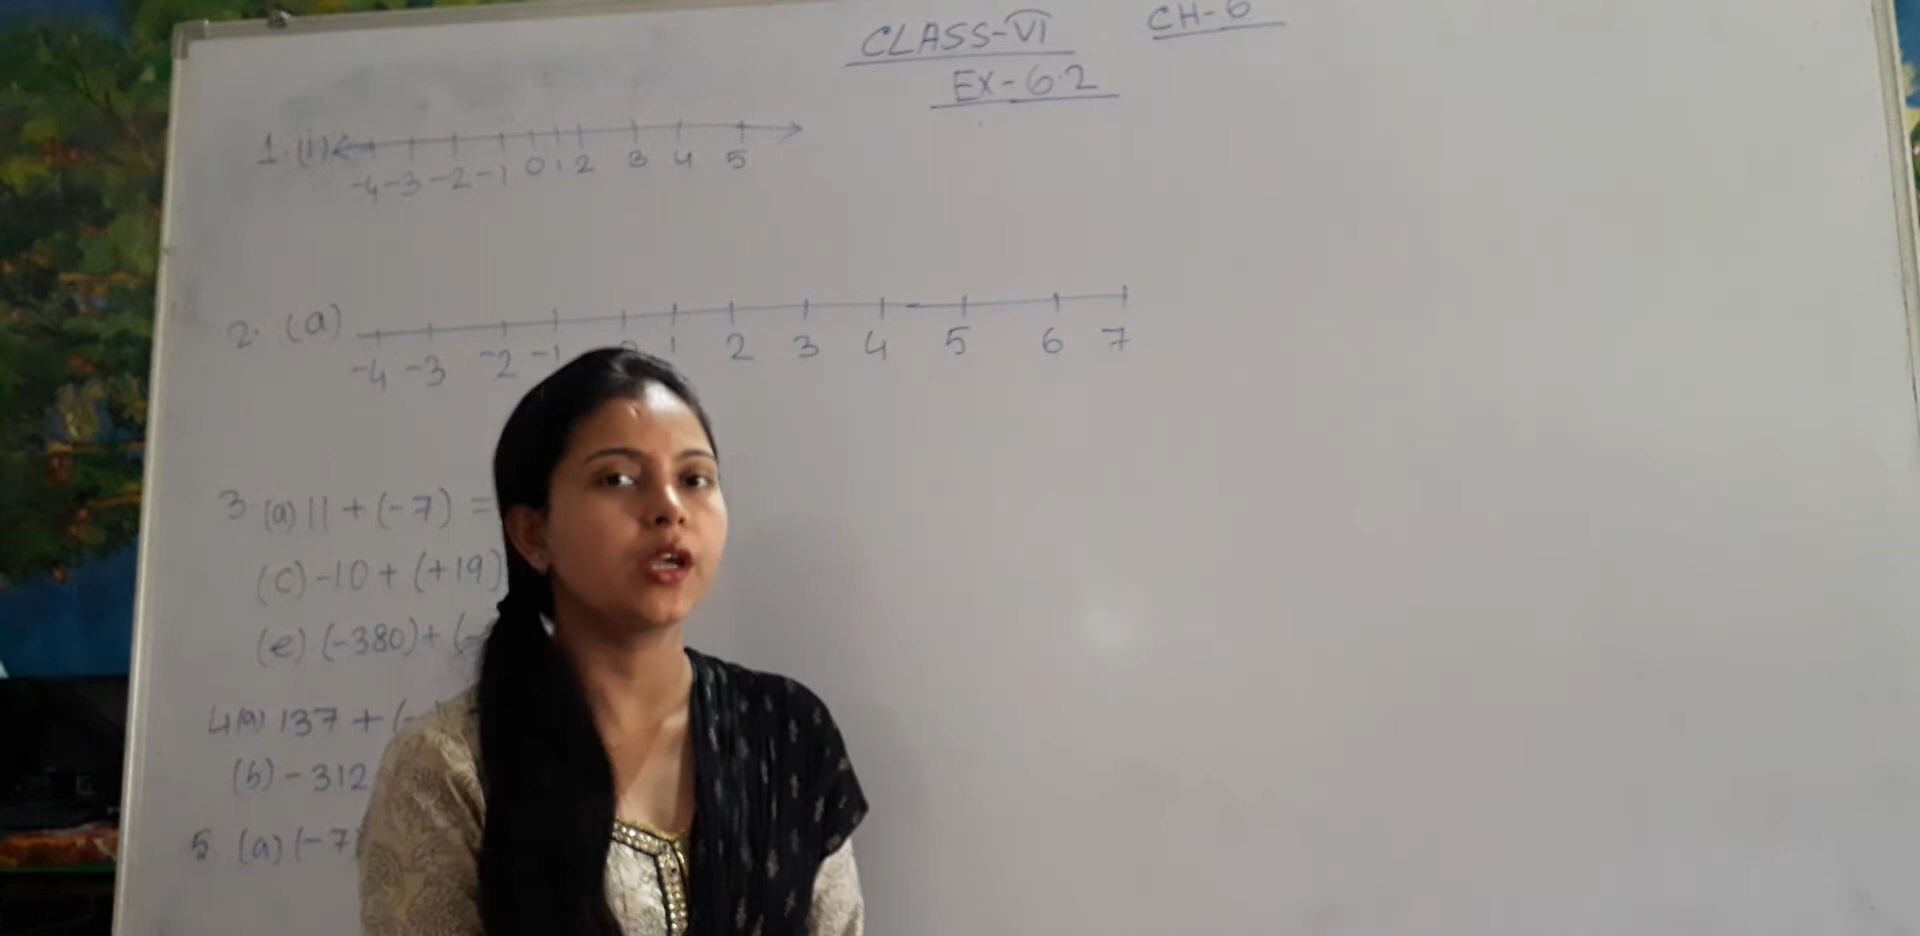 CLASS-VI CH-6
EX-6.2
1. (i)
-4 -3 -2 -1 0 1 2 3 4 5
2. (a)
-4 -3 -2 -1 1 2 3 4 5 6 7
3. (a) 11 + (-7) =
(c) -10 + (+19)
(e) (-380) + (-
4 (a) 137 + (-
(b) - 312
5. (a) (-7)